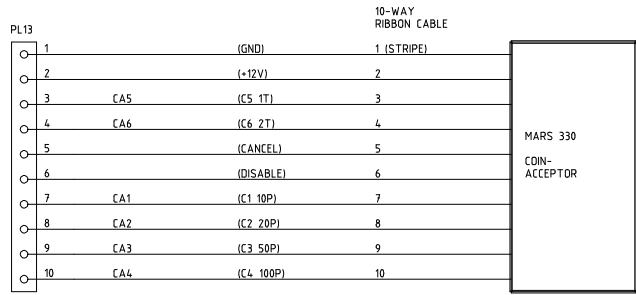 10-WAY
RIBBON CABLE
PL13
1 (GND) 1 (STRIPE)
2 (+12V) 2
3 CA5 (C5 1T) 3
4 CA6 (C6 2T) 4
5 (CANCEL) 5
6 (DISABLE) 6
7 CA1 (C1 10P) 7
8 CA2 (C2 20P) 8
9 CA3 (C3 50P) 9
10 CA4 (C4 100P) 10
MARS 330
COIN-
ACCEPTOR